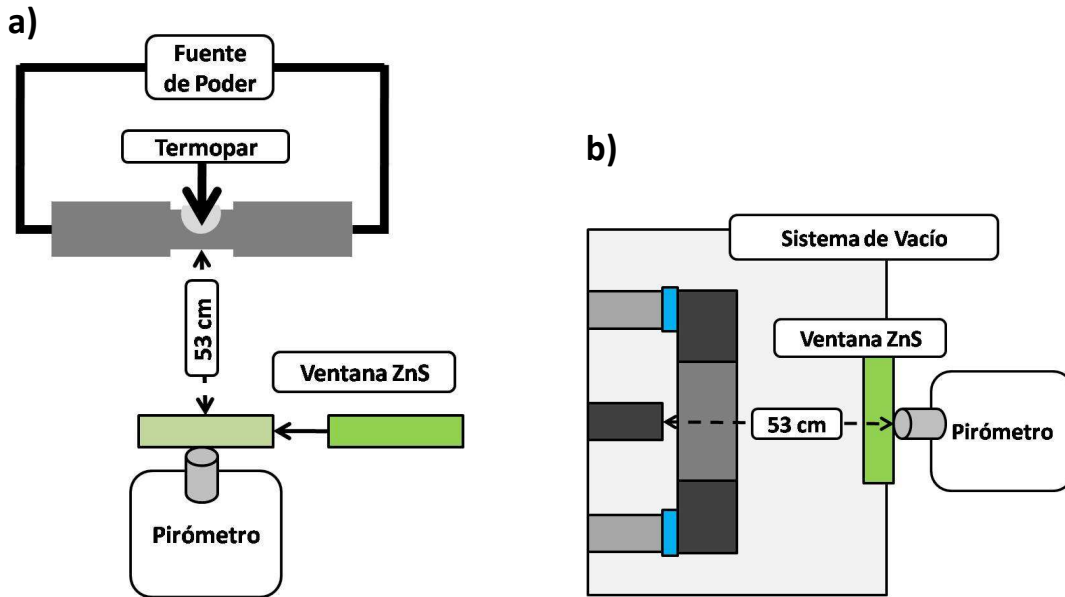 a)
Fuente
de Poder
Termopar
53 cm
Ventana ZnS
Pirómetro
b)
Sistema de Vacío
Ventana ZnS
53 cm
Pirómetro